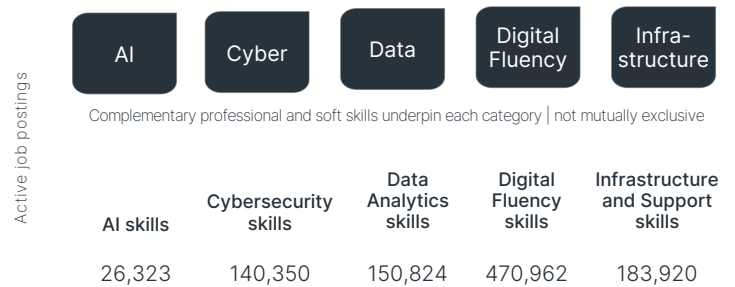 AI
Cyber
Data
Digital
Fluency
Infra-
structure
Complementary professional and soft skills underpin each category | not mutually exclusive
Active job postings
AI skills
Cybersecurity
skills
Data
Analytics
skills
Digital
Fluency
skills
Infrastructure
and Support
skills
26,323
140,350
150,824
470,962
183,920